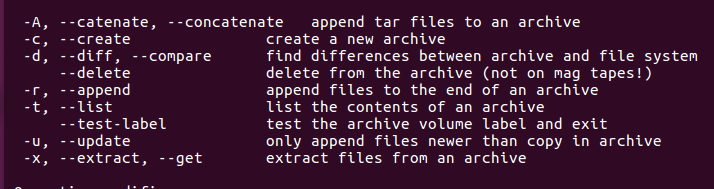 -A, --catenate, --concatenate   append tar files to an archive
-c, --create               create a new archive
-d, --diff, --compare      find differences between archive and file system
    --delete               delete from the archive (not on mag tapes!)
-r, --append               append files to the end of an archive
-t, --list                 list the contents of an archive
    --test-label           test the archive volume label and exit
-u, --update               only append files newer than copy in archive
-x, --extract, --get       extract files from an archive